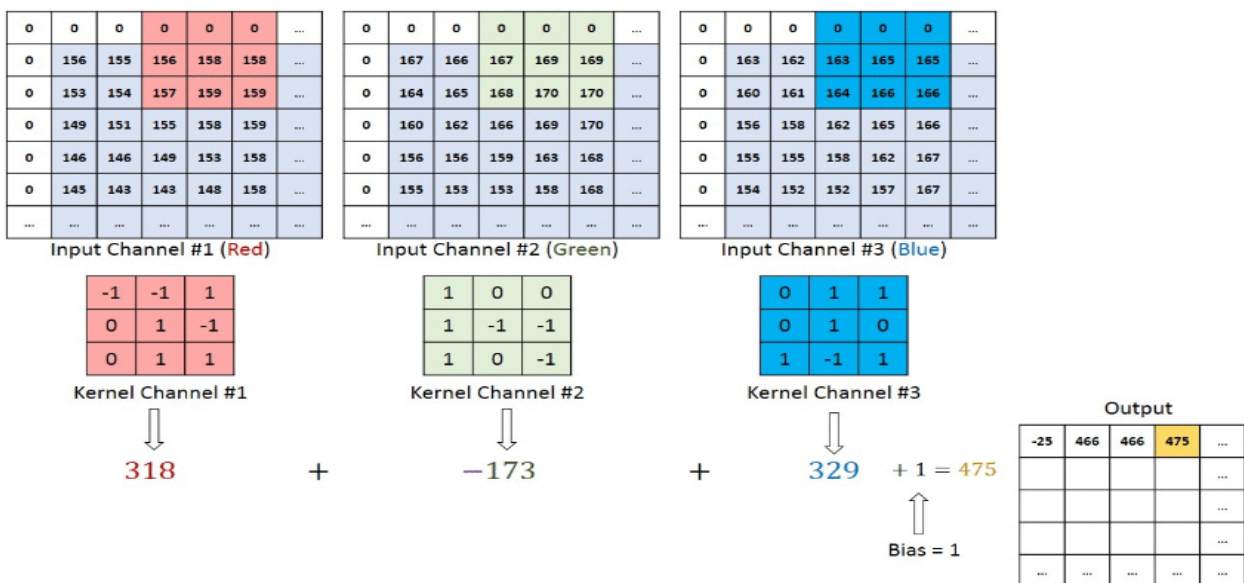 0 0 0 0 0 0 ...
0 156 155 156 158 158 ...
0 153 154 157 159 159 ...
0 149 151 155 158 159 ...
0 146 146 149 153 158 ...
0 145 143 143 148 158 ...
... ... ... ... ... ... ...
Input Channel #1 (Red)
0 0 0 0 0 0 ...
0 167 166 167 169 169 ...
0 164 165 168 170 170 ...
0 160 162 166 169 170 ...
0 156 156 159 163 168 ...
0 155 153 153 158 168 ...
... ... ... ... ... ... ...
Input Channel #2 (Green)
0 0 0 0 0 0 ...
0 163 162 163 165 165 ...
0 160 161 164 166 166 ...
0 156 158 162 165 166 ...
0 155 155 158 162 167 ...
0 154 152 152 157 167 ...
... ... ... ... ... ... ...
Input Channel #3 (Blue)
-1 -1 1
0 1 -1
0 1 1
Kernel Channel #1
1 0 0
1 -1 -1
1 0 -1
Kernel Channel #2
0 1 1
0 1 0
1 -1 1
Kernel Channel #3
318 + −173 + 329 + 1 = 475
Bias = 1
Output
-25 466 466 475 ...
...
...
...
... ... ... ... ...